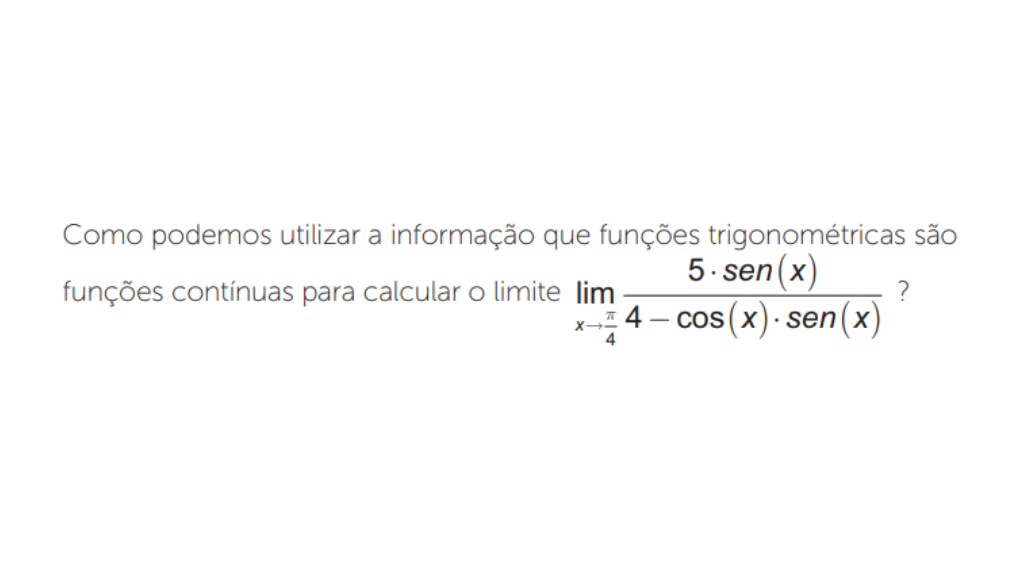 Como podemos utilizar a informação que funções trigonométricas são
funções contínuas para calcular o limite lim x→π/4 5·sen(x) / 4−cos(x)·sen(x) ?